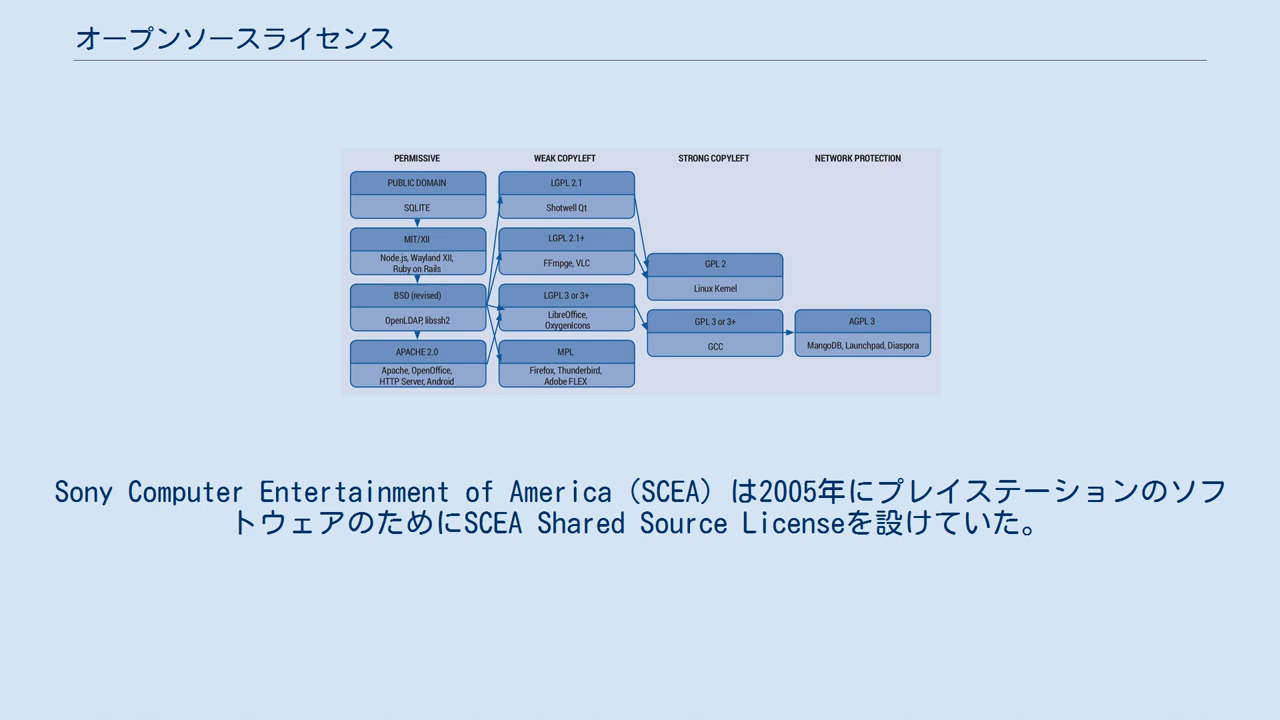 オープンソースライセンス
PERMISSIVE
WEAK COPYLEFT
STRONG COPYLEFT
NETWORK PROTECTION
PUBLIC DOMAIN
SQLITE
MIT/XII
Node.js, Wayland XII,
Ruby on Rails
BSD (revised)
OpenLDAP, libssh2
APACHE 2.0
Apache, OpenOffice,
HTTP Server, Android
LGPL 2.1
Shotwell Qt
LGPL 2.1+
FFmpge, VLC
LGPL 3 or 3+
LibreOffice,
OxygenIcons
MPL
Firefox, Thunderbird,
Adobe FLEX
GPL 2
Linux Kernel
GPL 3 or 3+
GCC
AGPL 3
MangoDB, Launchpad, Diaspora
Sony Computer Entertainment of America（SCEA）は2005年にプレイステーションのソフ
トウェアのためにSCEA Shared Source Licenseを設けていた。